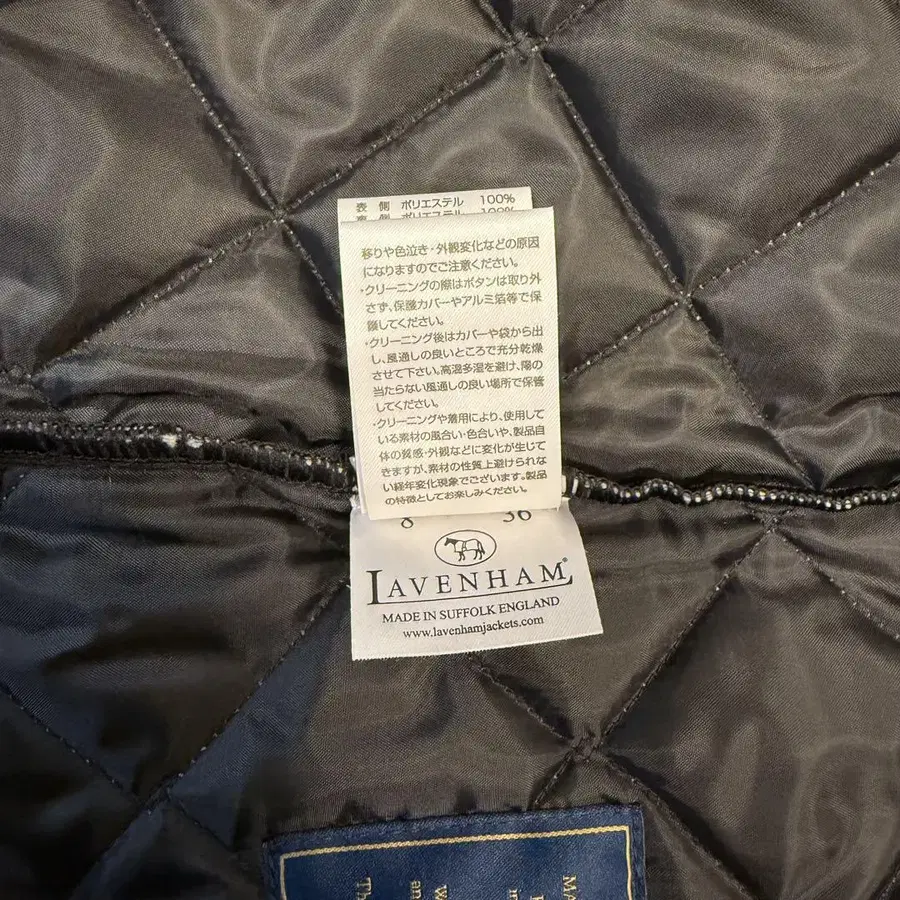 表 側 ポリエステル 100%
裏 側 ポリエステル 100%
移りや色泣き・外観変化などの原因
になりますのでご注意ください。
・クリーニングの際はボタンは取り外
さず、保護カバーやアルミ箔等で保
護してください。
・クリーニング後はカバーや袋から出
し、風通しの良いところで充分乾燥
させて下さい。高温多湿を避け、陽の
当たらない風通しの良い場所で保管
してください。
・クリーニングや着用により、使用して
いる素材の風合い・色合いや、製品自
体の質感・外観などに変化が生じて
きますが、素材の性質上避けられな
い経年変化現象でございます。製品
の特徴としてお楽しみください。
8 36
LAVENHAM®
MADE IN SUFFOLK ENGLAND
www.lavenhamjackets.com